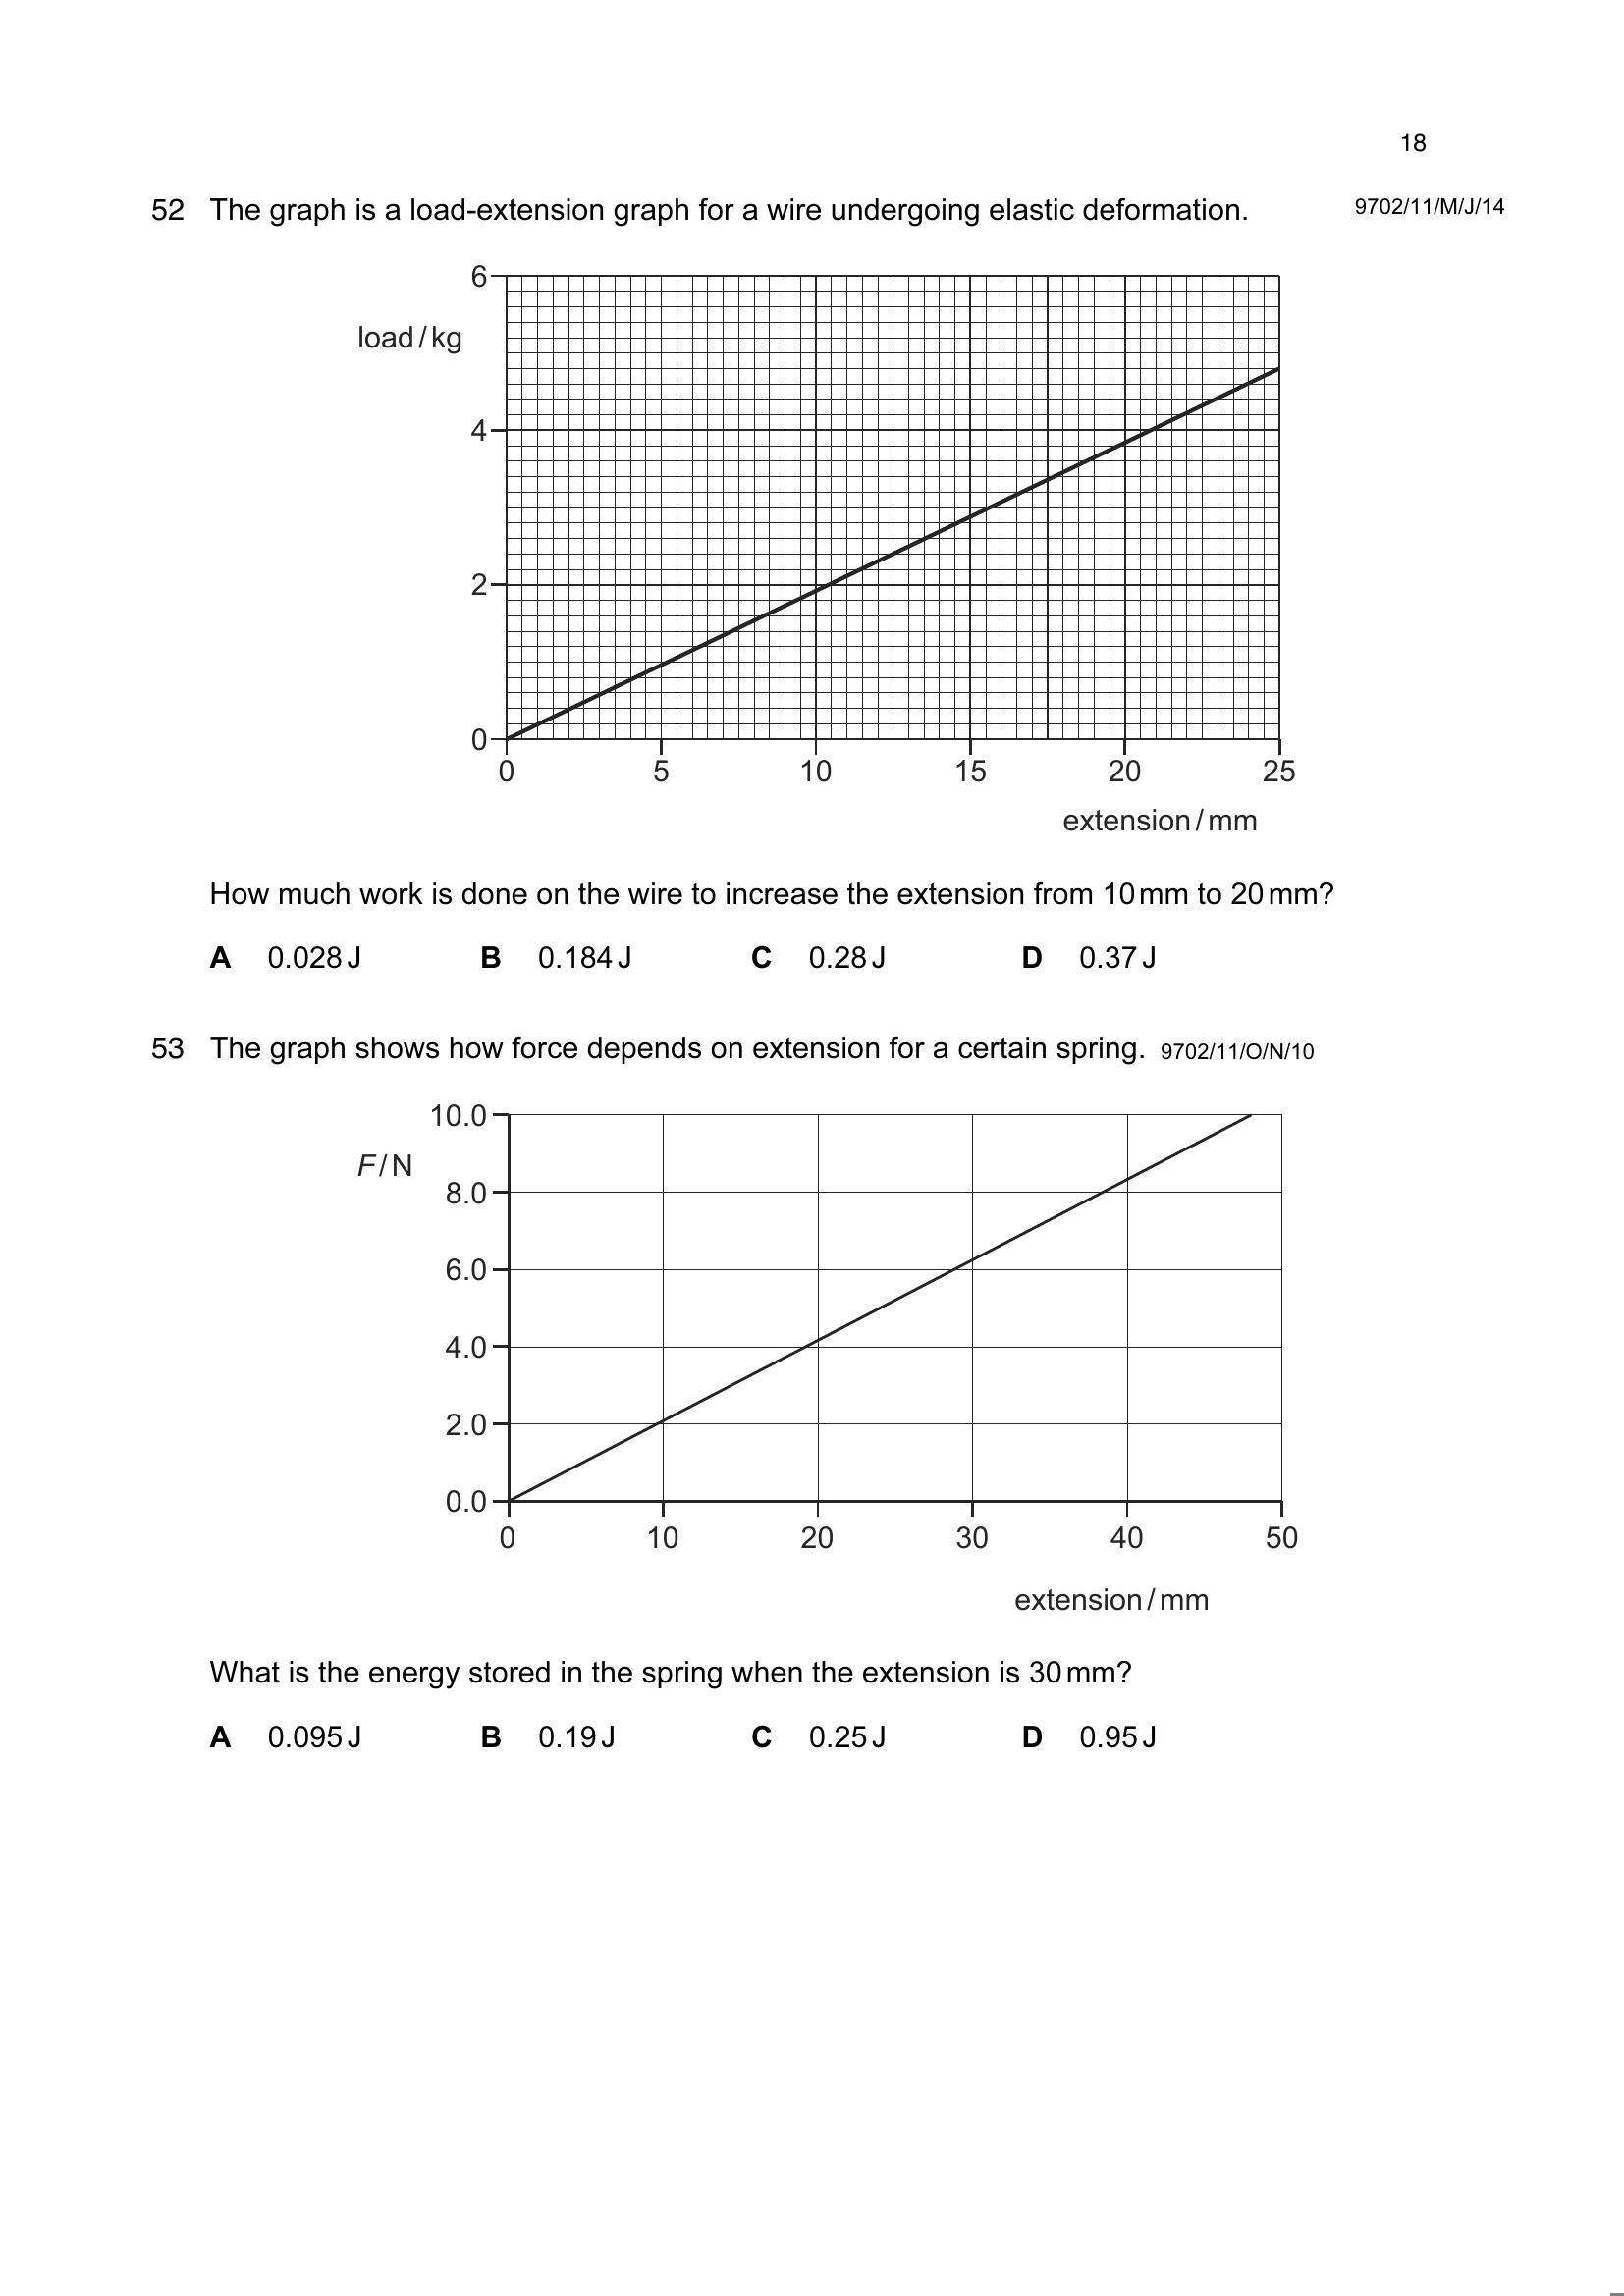 18
52 The graph is a load-extension graph for a wire undergoing elastic deformation. 9702/11/M/J/14
6
load / kg
4
2
0
0 5 10 15 20 25
extension / mm
How much work is done on the wire to increase the extension from 10 mm to 20 mm?
A 0.028 J B 0.184 J C 0.28 J D 0.37 J
53 The graph shows how force depends on extension for a certain spring. 9702/11/O/N/10
10.0
F / N
8.0
6.0
4.0
2.0
0.0
0 10 20 30 40 50
extension / mm
What is the energy stored in the spring when the extension is 30 mm?
A 0.095 J B 0.19 J C 0.25 J D 0.95 J